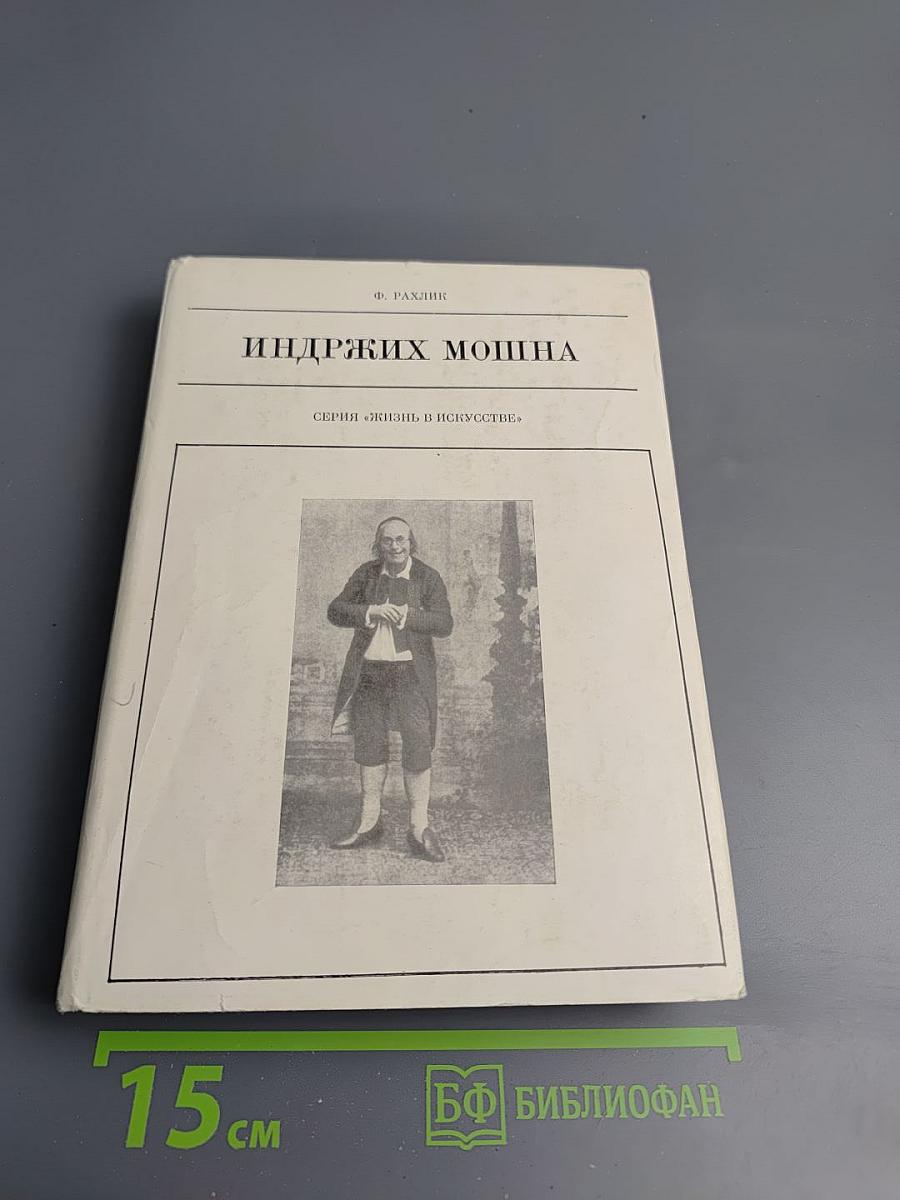 Ф. РАХЛИК
ИНДРЖИХ МОШНА
СЕРИЯ «ЖИЗНЬ В ИСКУССТВЕ»
15 см
БФ БИБЛИОФАН